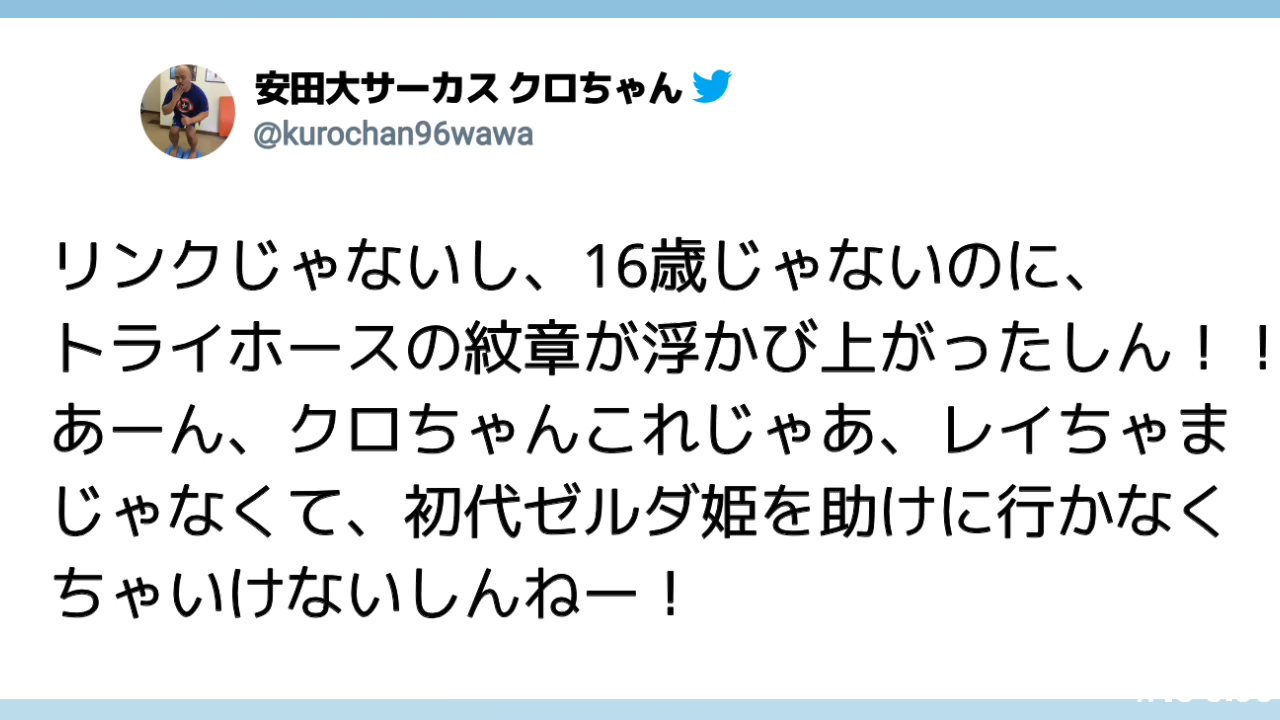 安田大サーカス クロちゃん
@kurochan96wawa
リンクじゃないし、16歳じゃないのに、
トライホースの紋章が浮かび上がったしん！！
あーん、クロちゃんこれじゃあ、レイちゃま
じゃなくて、初代ゼルダ姫を助けに行かなく
ちゃいけないしんねー！